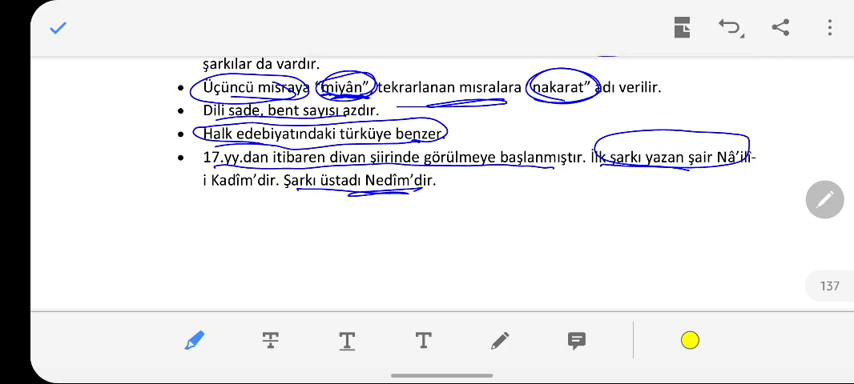 şarkılar da vardır.
• Üçüncü mısraya “miyân”, tekrarlanan mısralara nakarat” adı verilir.
• Dili sade, bent sayısı azdır.
• Halk edebiyatındaki türküye benzer.
• 17.yy.dan itibaren divan şiirinde görülmeye başlanmıştır. İlk şarkı yazan şair Nâ’ilî-
i Kadîm’dir. Şarkı üstadı Nedîm’dir.
137
T T T